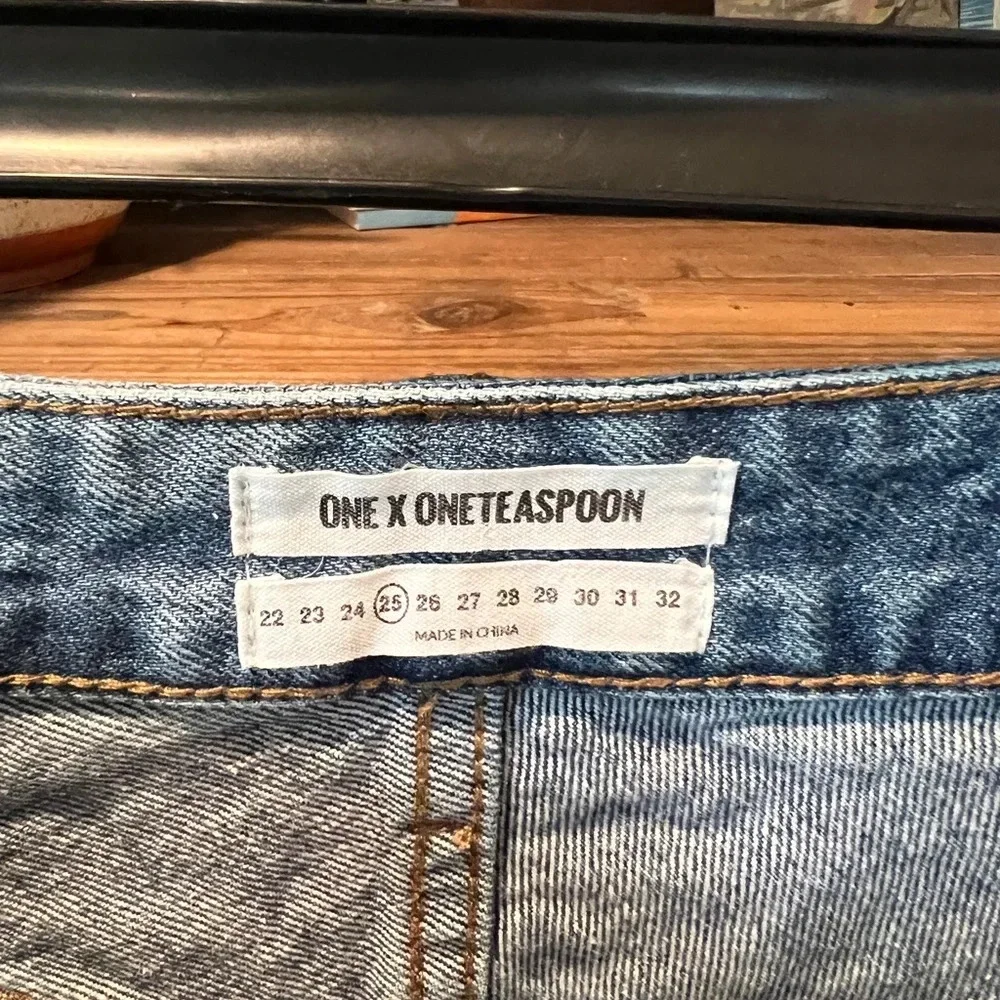 ONE X ONETEASPOON
22 23 24 25 26 27 28 29 30 31 32
MADE IN CHINA